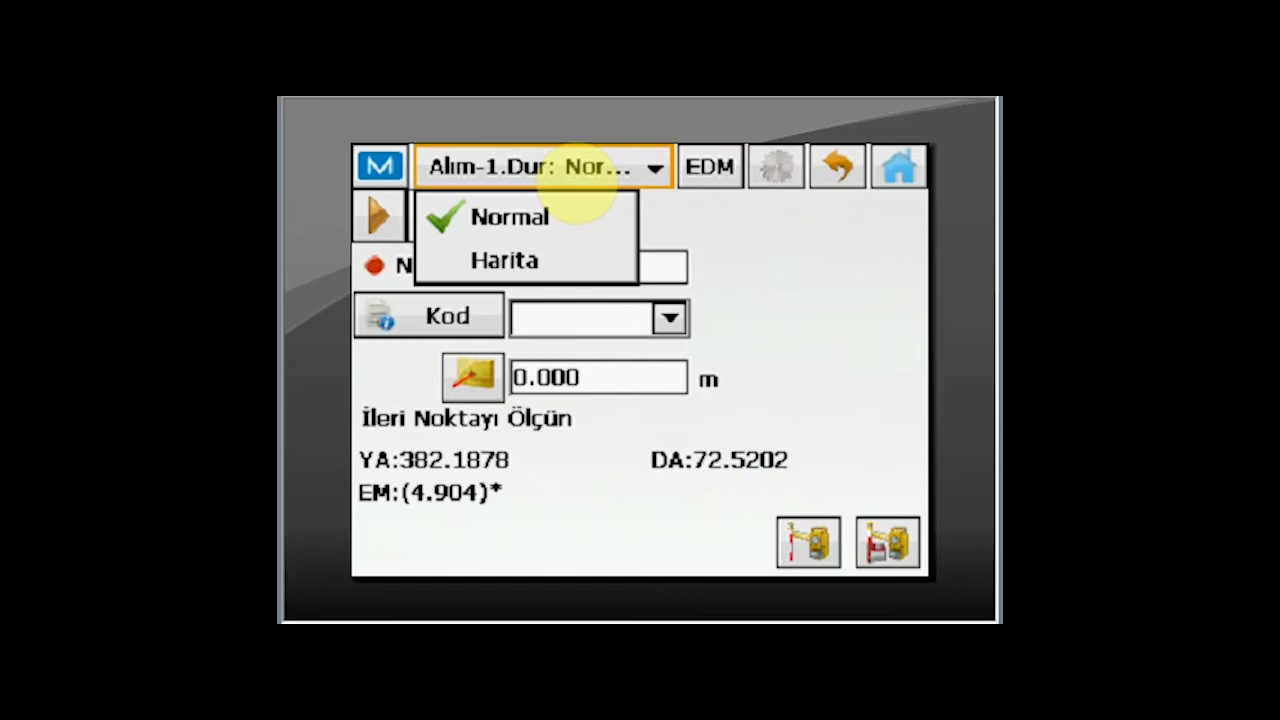 M
Alım-1.Dur: Nor...
EDM
Normal
Harita
N
Kod
0.000 m
İleri Noktayı Ölçün
YA:382.1878 DA:72.5202
EM:(4.904)*